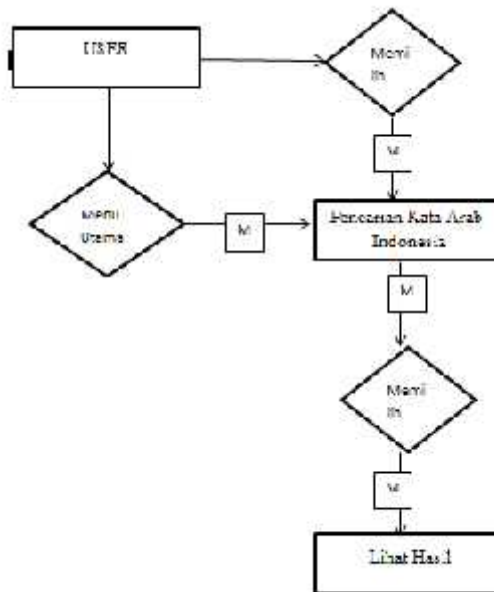 USER
Memi
lih
M
Menu
Utama
M
Pencarian Kata Arab
Indonesia
M
Memi
lih
M
Lihat Hasil